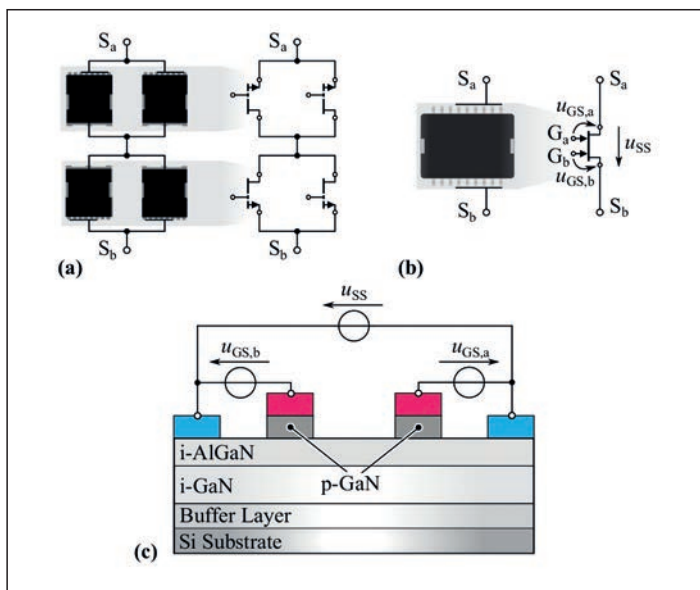 Sa Sa
Sb Sb
(a)
Sa Sa
uGS,a
Ga
Gb
uSS
uGS,b
Sb Sb
(b)
uSS
uGS,b uGS,a
i-AlGaN
i-GaN p-GaN
Buffer Layer
Si Substrate
(c)